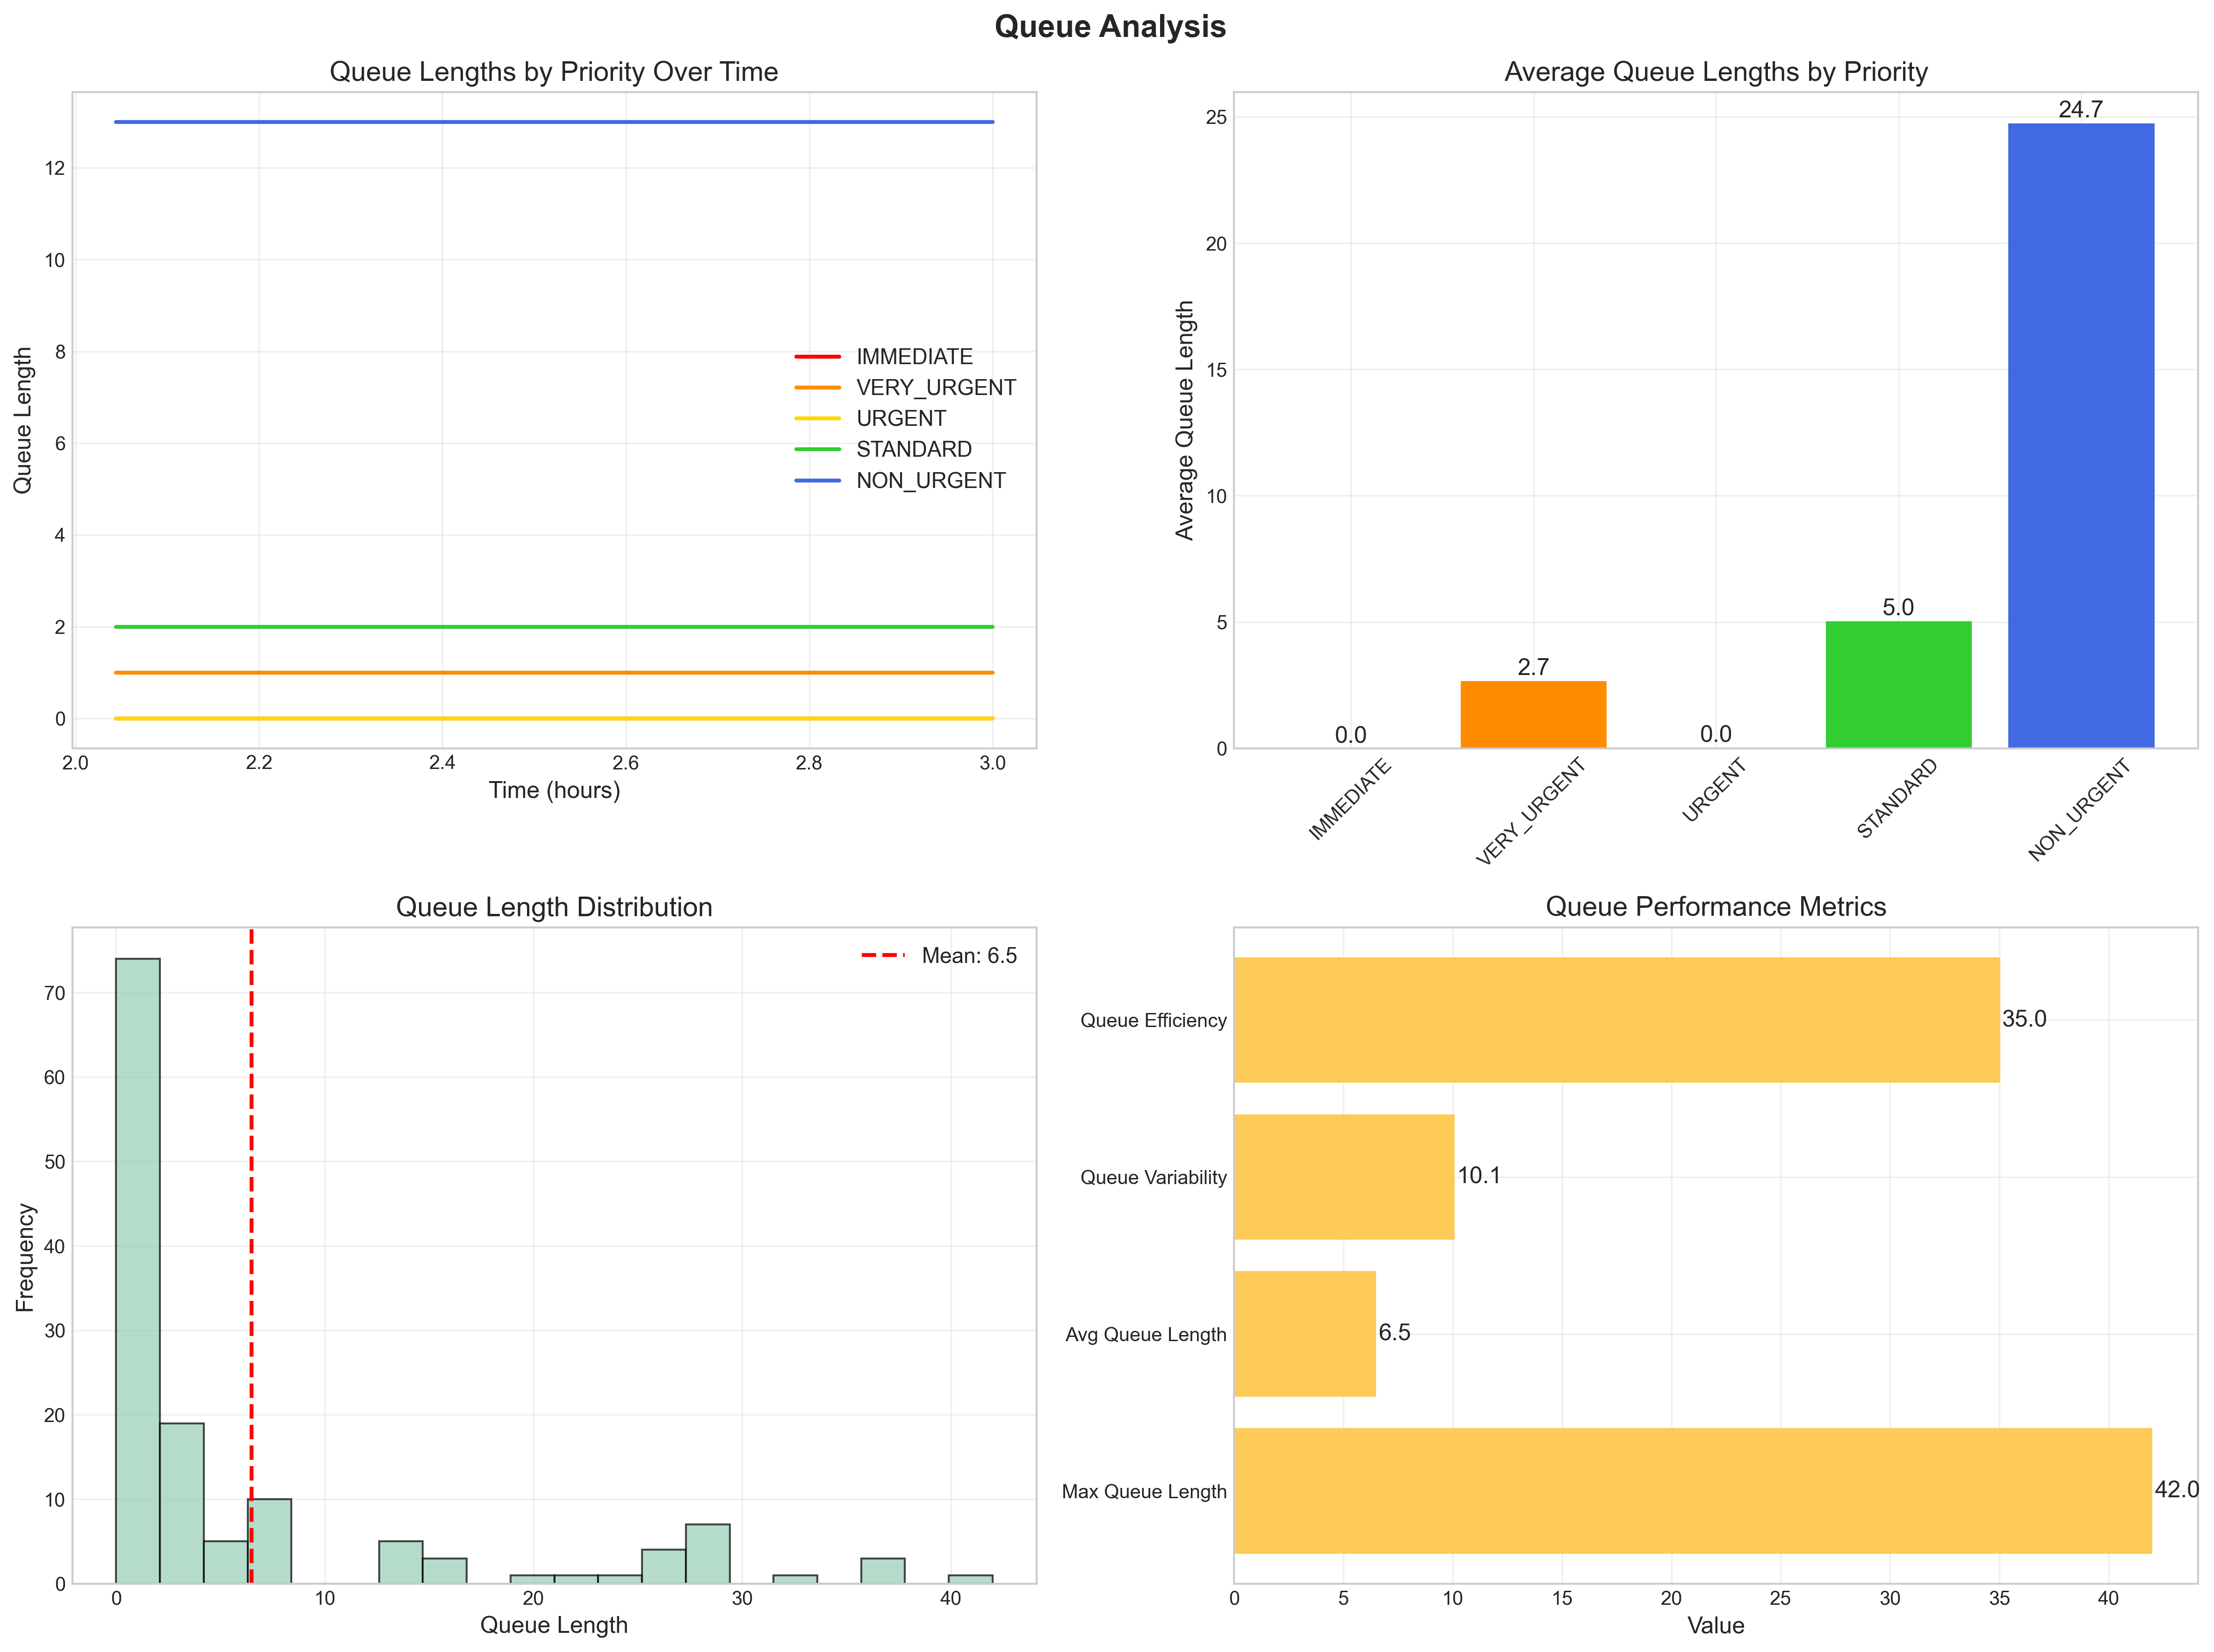 Queue Analysis
Queue Lengths by Priority Over Time
Queue Length
12
10
8
6
4
2
0
IMMEDIATE
VERY_URGENT
URGENT
STANDARD
NON_URGENT
2.0 2.2 2.4 2.6 2.8 3.0
Time (hours)
Average Queue Lengths by Priority
Average Queue Length
25
20
15
10
5
0
0.0
2.7
0.0
5.0
24.7
IMMEDIATE
VERY_URGENT
URGENT
STANDARD
NON_URGENT
Queue Length Distribution
Frequency
70
60
50
40
30
20
10
0
Mean: 6.5
0 10 20 30 40
Queue Length
Queue Performance Metrics
Queue Efficiency 35.0
Queue Variability 10.1
Avg Queue Length 6.5
Max Queue Length 42.0
0 5 10 15 20 25 30 35 40
Value